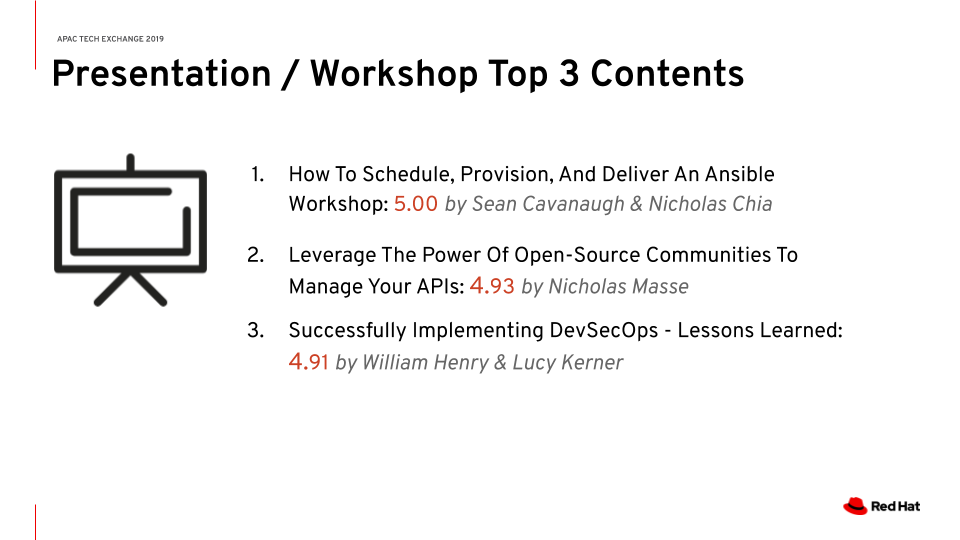 APAC TECH EXCHANGE 2019
Presentation / Workshop Top 3 Contents
1. How To Schedule, Provision, And Deliver An Ansible
Workshop: 5.00 by Sean Cavanaugh & Nicholas Chia
2. Leverage The Power Of Open-Source Communities To
Manage Your APIs: 4.93 by Nicholas Masse
3. Successfully Implementing DevSecOps - Lessons Learned:
4.91 by William Henry & Lucy Kerner
Red Hat